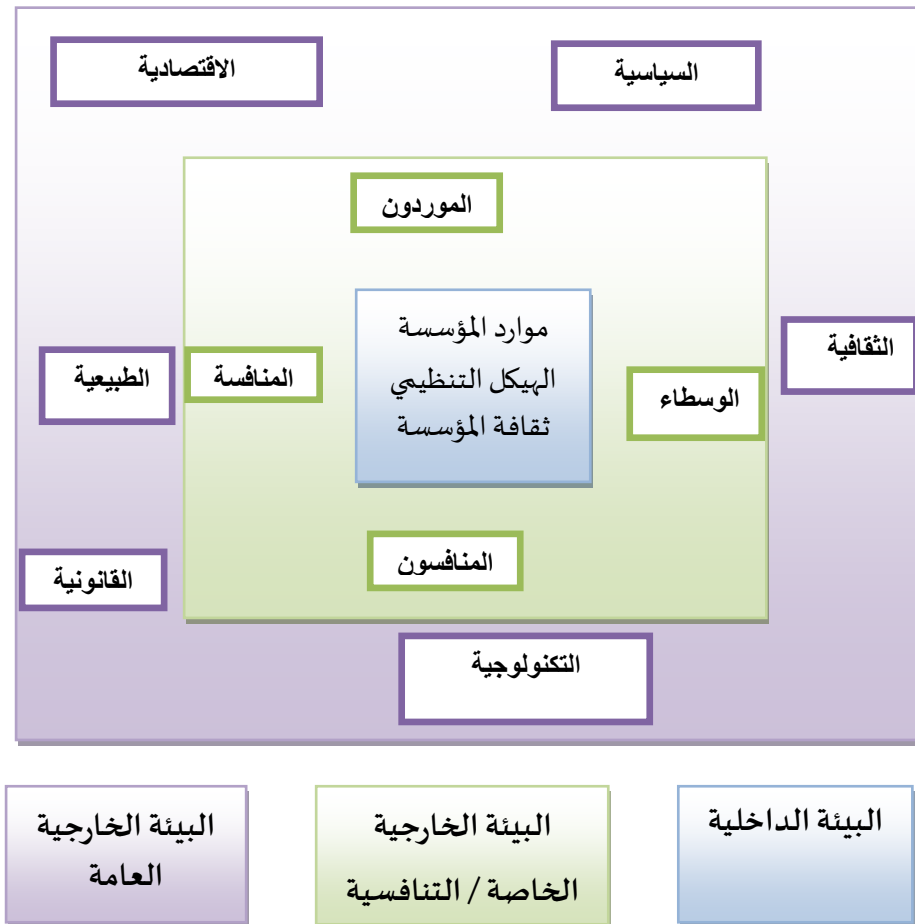 السياسية
الاقتصادية
الموردون
موارد المؤسسة
الهيكل التنظيمي
ثقافة المؤسسة
الثقافية
الوسطاء
المنافسة
الطبيعية
المنافسون
القانونية
التكنولوجية
البيئة الداخلية
البيئة الخارجية
الخاصة / التنافسية
البيئة الخارجية
العامة